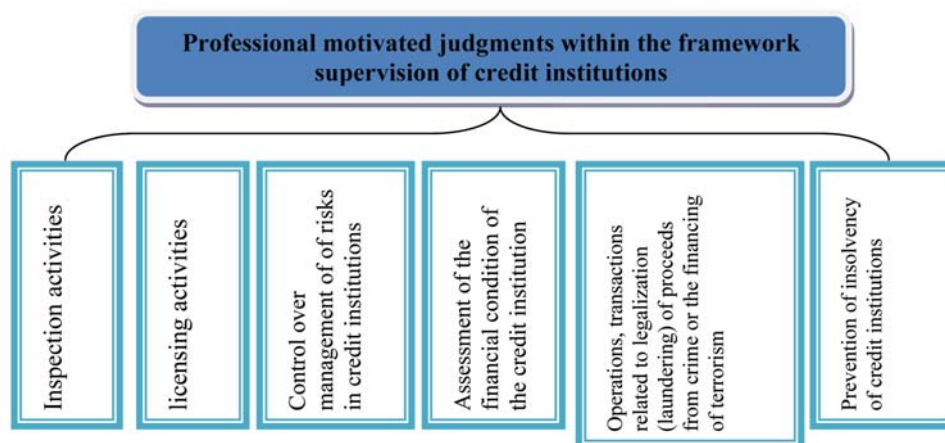 Professional motivated judgments within the framework
supervision of credit institutions
Inspection activities
licensing activities
Control over
management of of risks
in credit institutions
Assessment of the
financial condition of
the credit institution
Operations, transactions
related to legalization
(laundering) of proceeds
from crime or the financing
of terrorism
Prevention of insolvency
of credit institutions